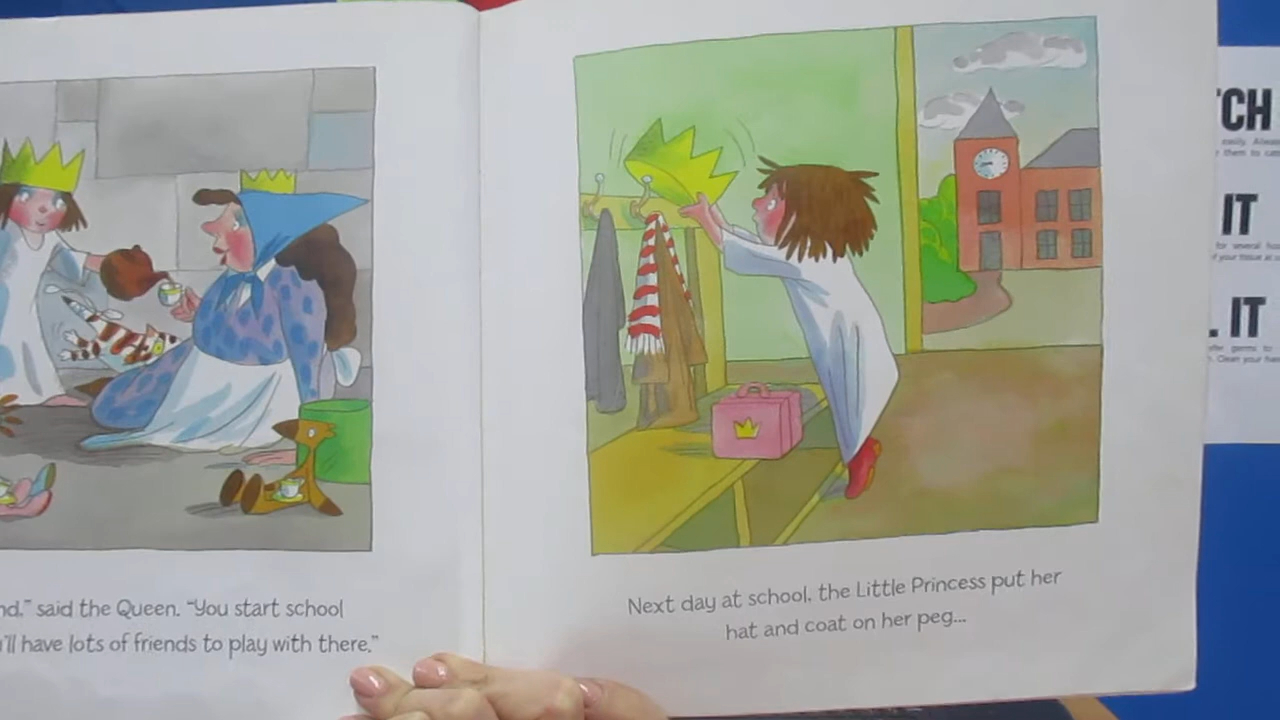 nd," said the Queen. "You start school
'll have lots of friends to play with there."
Next day at school, the Little Princess put her
hat and coat on her peg...
TCH
IT
IT